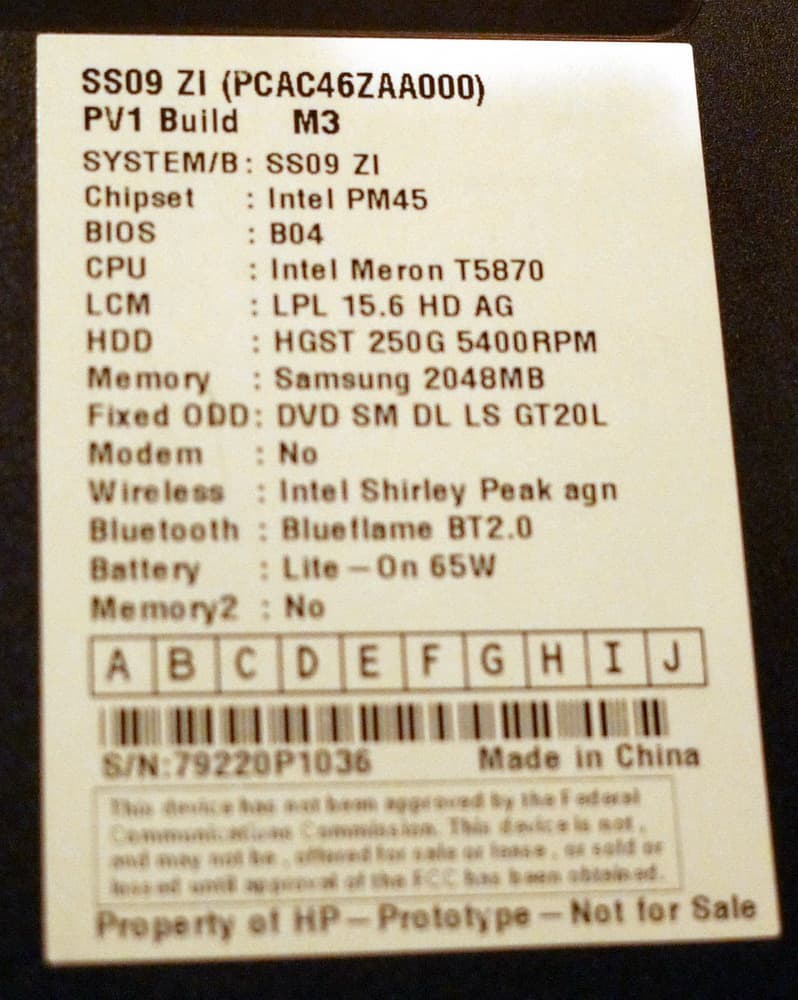 SS09 ZI (PCAC46ZAA000)
PV1 Build M3
SYSTEM/B: SS09 ZI
Chipset : Intel PM45
BIOS : B04
CPU : Intel Meron T5870
LCM : LPL 15.6 HD AG
HDD : HGST 250G 5400RPM
Memory : Samsung 2048MB
Fixed ODD: DVD SM DL LS GT20L
Modem : No
Wireless : Intel Shirley Peak agn
Bluetooth : Blueflame BT2.0
Battery : Lite-On 65W
Memory2 : No
A B C D E F G H I J
S/N:79220P1036 Made in China
This device has not been approved by the Federal
Communications Commission. This device is not,
and may not be, offered for sale or lease, or sold or
leased until approval of the FCC has been obtained.
Property of HP-Prototype-Not for Sale